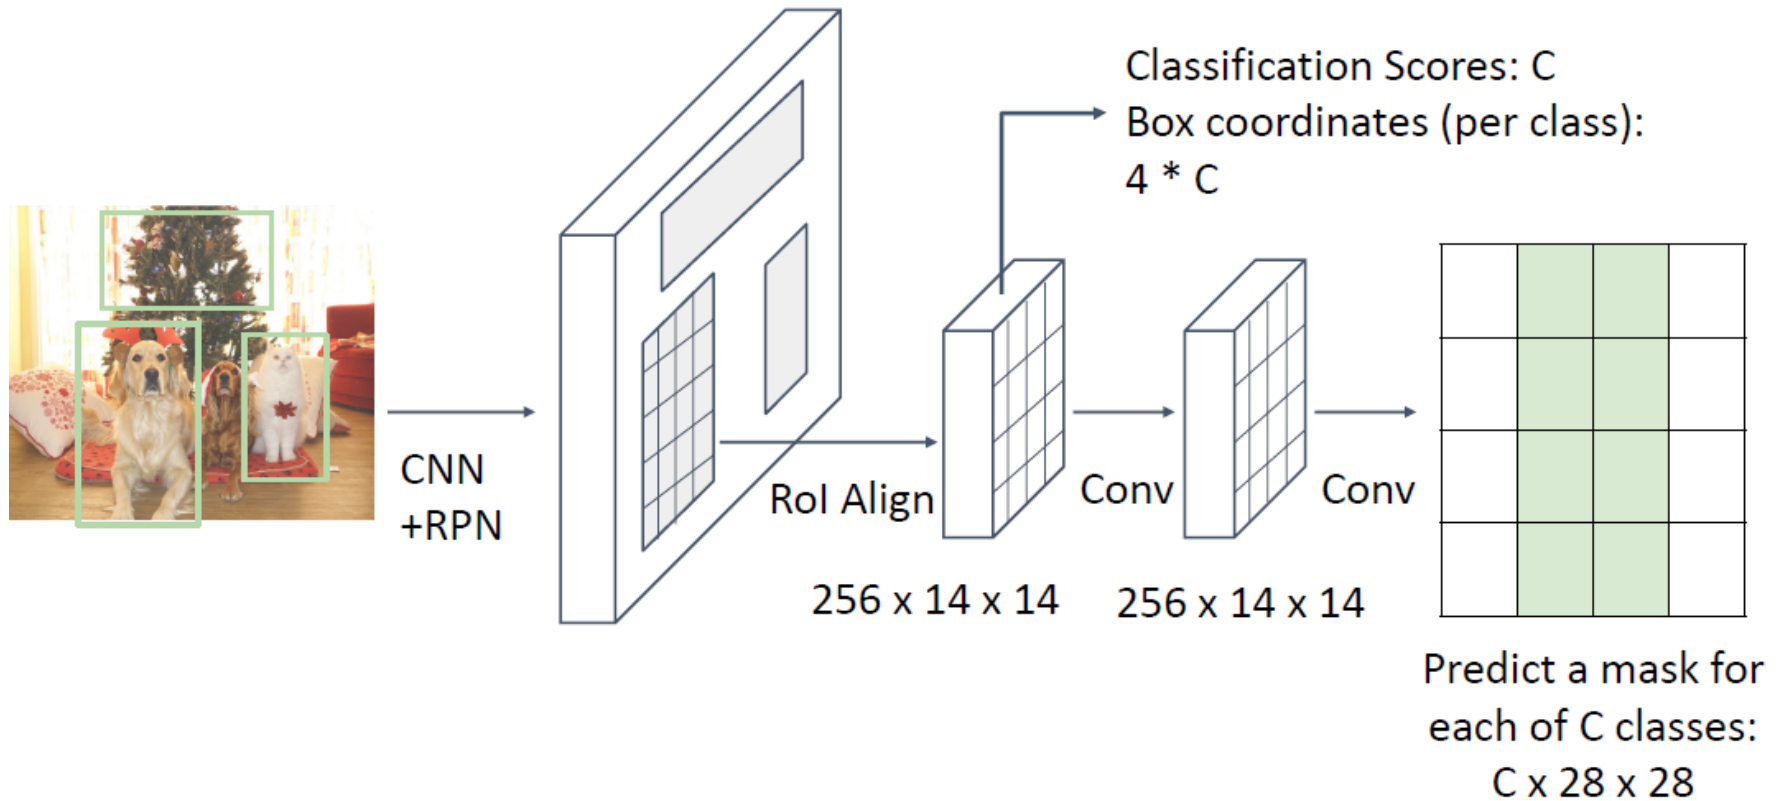 Classification Scores: C
Box coordinates (per class):
4 * C
CNN
+RPN
RoI Align
Conv
Conv
256 x 14 x 14
256 x 14 x 14
Predict a mask for
each of C classes:
C x 28 x 28